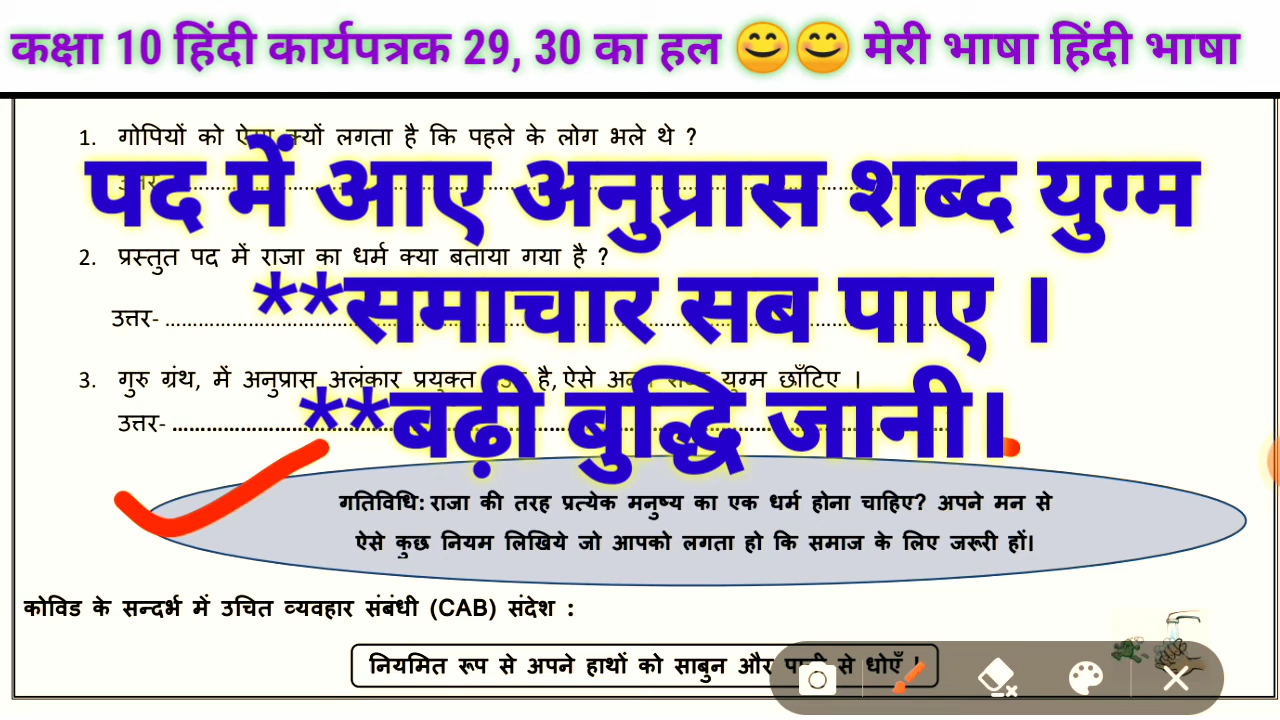 कक्षा 10 हिंदी कार्यपत्रक 29, 30 का हल 😊😊 मेरी भाषा हिंदी भाषा
1. गोपियों को ऐसा क्यों लगता है कि पहले के लोग भले थे ?
पद में आए अनुप्रास शब्द युग्म
2. प्रस्तुत पद में राजा का धर्म क्या बताया गया है ?
**समाचार सब पाए ।
उत्तर-
3. गुरु ग्रंथ, में अनुप्रास अलंकार प्रयुक्त है, ऐसे युग्म छाँटिए ।
**बढ़ी बुद्धि जानी।
उत्तर-
गतिविधि: राजा की तरह प्रत्येक मनुष्य का एक धर्म होना चाहिए? अपने मन से
ऐसे कुछ नियम लिखिये जो आपको लगता हो कि समाज के लिए जरूरी हों।
कोविड के सन्दर्भ में उचित व्यवहार संबंधी (CAB) संदेश :
नियमित रूप से अपने हाथों को साबुन और पानी से धोएँ !